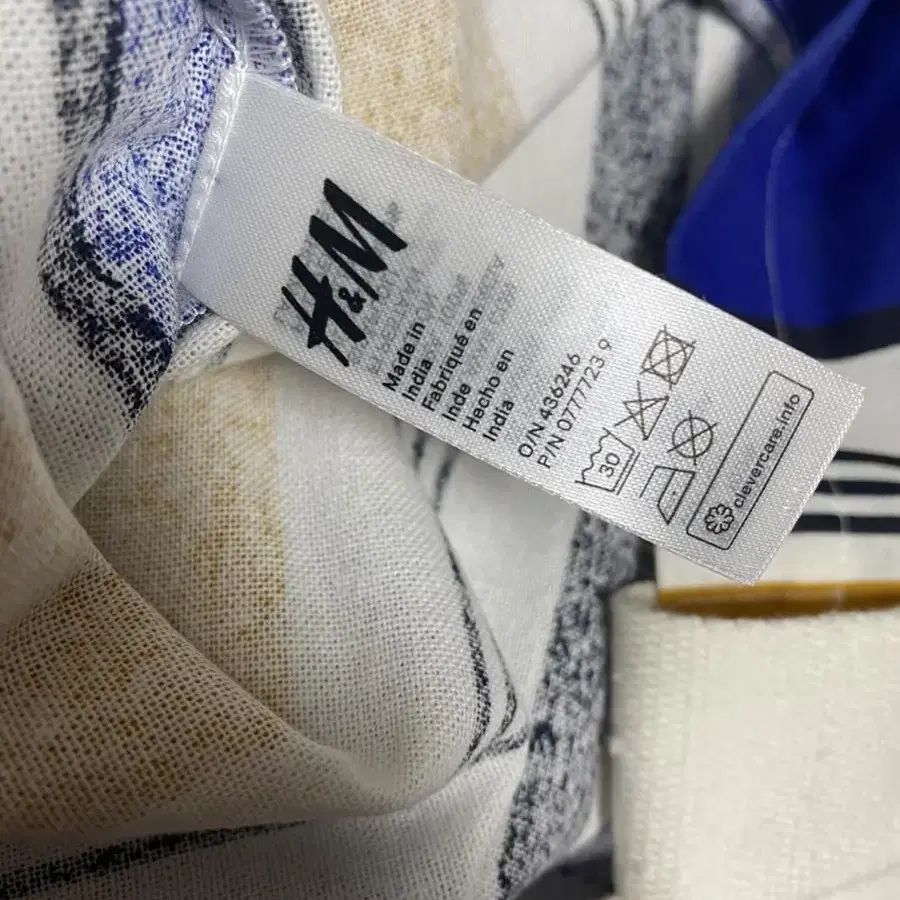 H&M
Made in
India
Fabriqué en
Inde
Hecho en
India
O/N 436246
P/N 0777723 9
30
clevercare.info